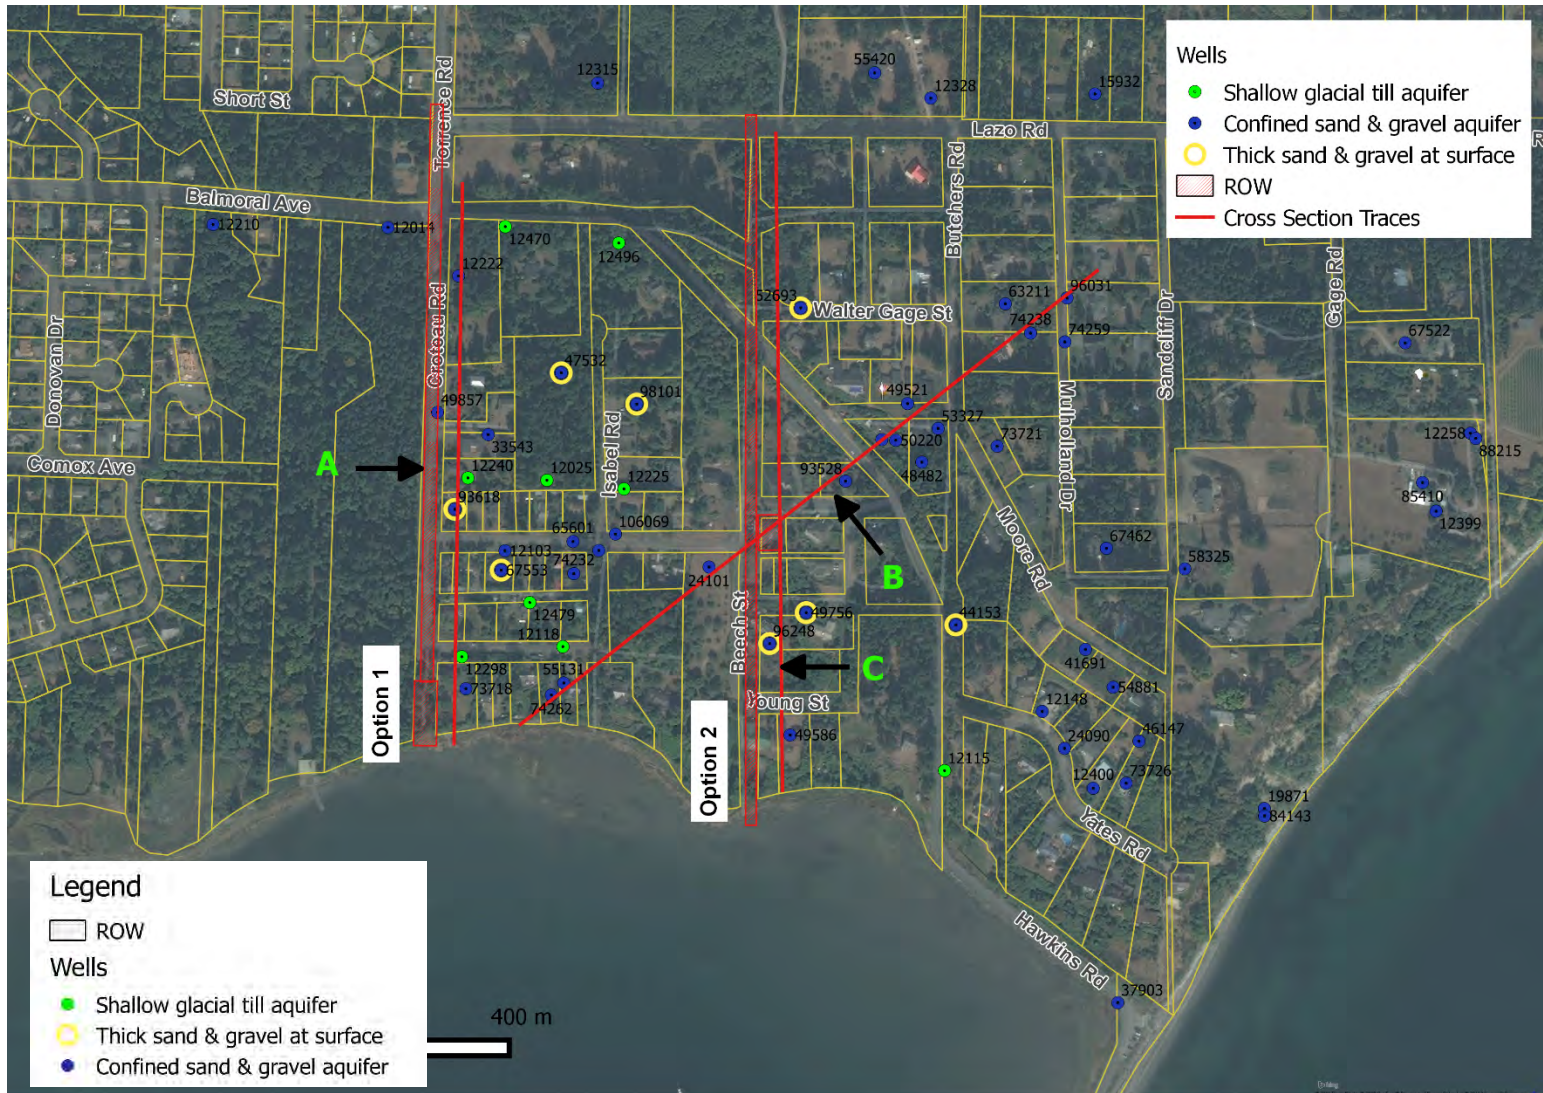 Wells
Shallow glacial till aquifer
Confined sand & gravel aquifer
Thick sand & gravel at surface
ROW
Cross Section Traces
Short St
Torrence Rd
12315
55420
12328
15932
Lazo Rd
Balmoral Ave
12210
12014
12470
12496
Butchers Rd
12222
52693
Walter Gage St
63211
96031
74238
74259
Gage Rd
67522
Donovan Dr
Croteau Rd
47532
98101
49857
33543
Isabel Rd
49521
53327
50220
73721
Mulholland Dr
Sandcliff Dr
12258
88215
Comox Ave
A
12240
12025
12225
93528
48482
85410
12399
93618
65601
106069
12103
67553
74232
24101
B
Moore Rd
67462
58325
12479
12118
Beech St
49756
96248
44153
12298
73718
55131
74262
C
Young St
41691
54881
12148
Option 1
Option 2
49586
24090
46147
12115
12400
73726
19871
84143
Yates Rd
Hawkins Rd
37903
Legend
ROW
Wells
Shallow glacial till aquifer
Thick sand & gravel at surface
Confined sand & gravel aquifer
400 m